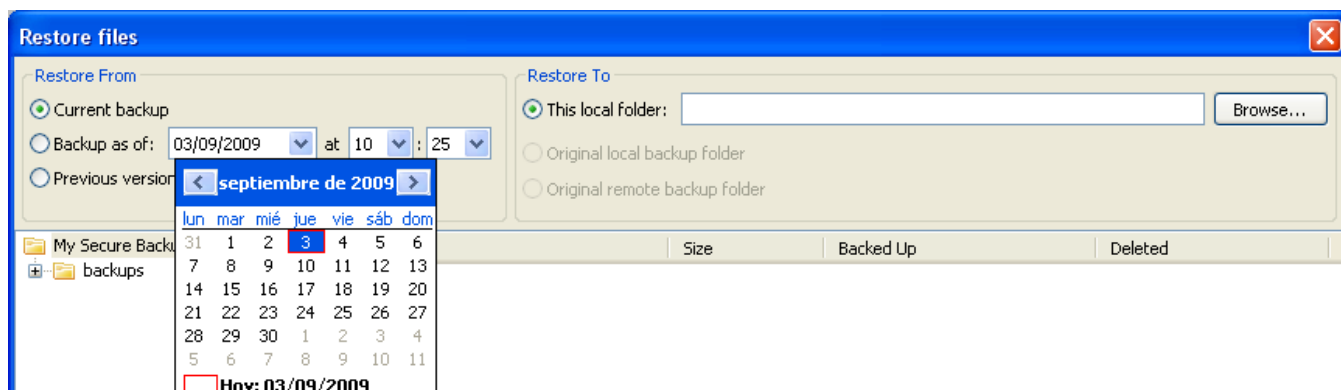 Restore files
Restore From
Restore To
Current backup
This local folder:
Browse...
Backup as of: 03/09/2009 at 10 : 25
Original local backup folder
Previous version
Original remote backup folder
septiembre de 2009
lun mar mié jue vie sáb dom
My Secure Backu
Size Backed Up Deleted
31 1 2 3 4 5 6
backups
7 8 9 10 11 12 13
14 15 16 17 18 19 20
21 22 23 24 25 26 27
28 29 30 1 2 3 4
5 6 7 8 9 10 11
Hoy: 03/09/2009